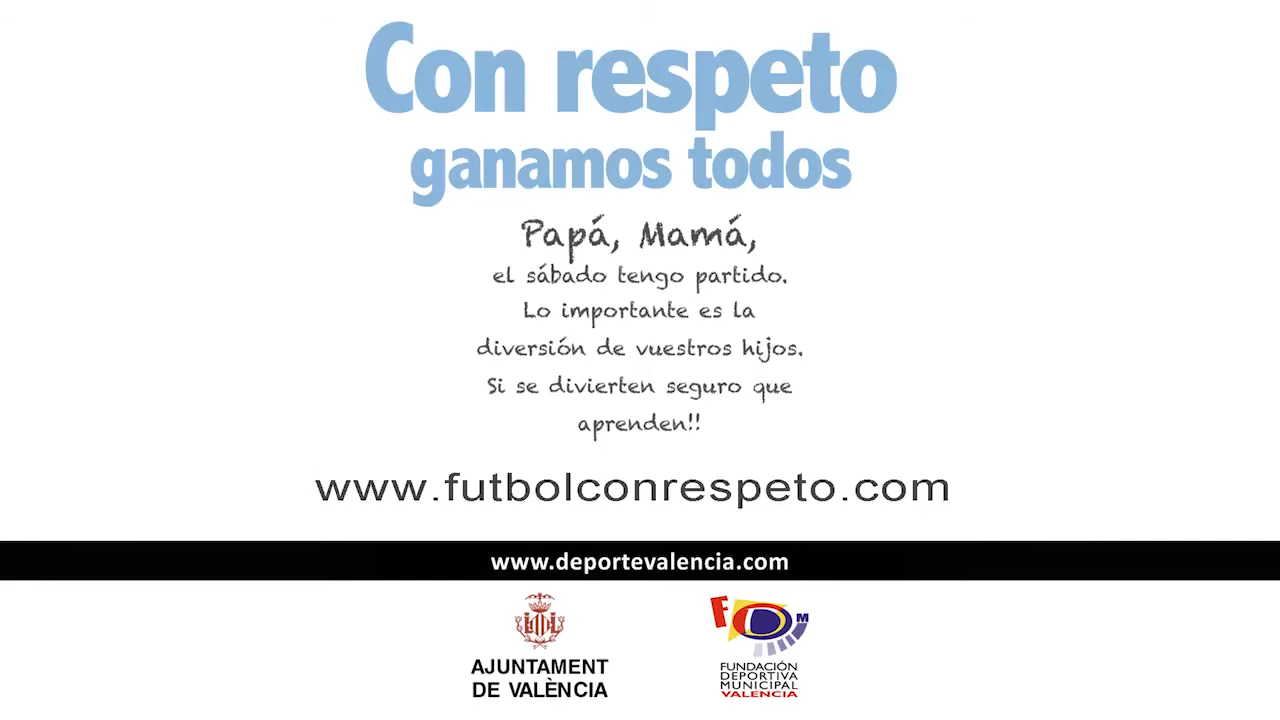 Con respeto
ganamos todos
Papá, Mamá,
el sábado tengo partido.
Lo importante es la
diversión de vuestros hijos.
Si se divierten seguro que
aprenden!!
www.futbolconrespeto.com
www.deportevalencia.com
AJUNTAMENT
DE VALÈNCIA
FDM
FUNDACIÓN
DEPORTIVA
MUNICIPAL
VALENCIA